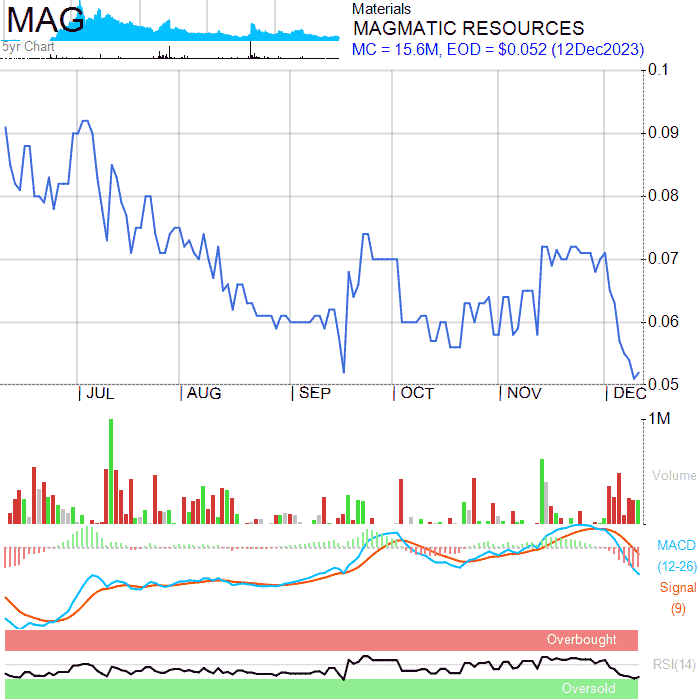 MAG
5yr Chart
Materials
MAGMATIC RESOURCES
MC = 15.6M, EOD = $0.052 (12Dec2023)
0.1
0.09
0.08
0.07
0.06
0.05
| JUL
| AUG
| SEP
| OCT
| NOV
| DEC
1M
Volume
MACD
(12-26)
Signal
(9)
Overbought
RSI(14)
Oversold